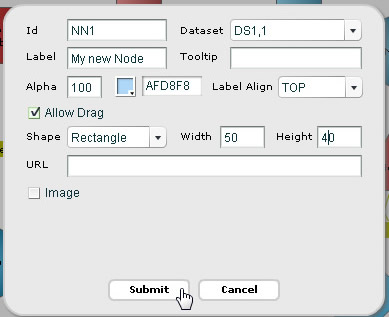 Id NN1 Dataset DS1,1
Label My new Node Tooltip
Alpha 100 AFD8F8 Label Align TOP
Allow Drag
Shape Rectangle Width 50 Height 40
URL
Image
Submit Cancel